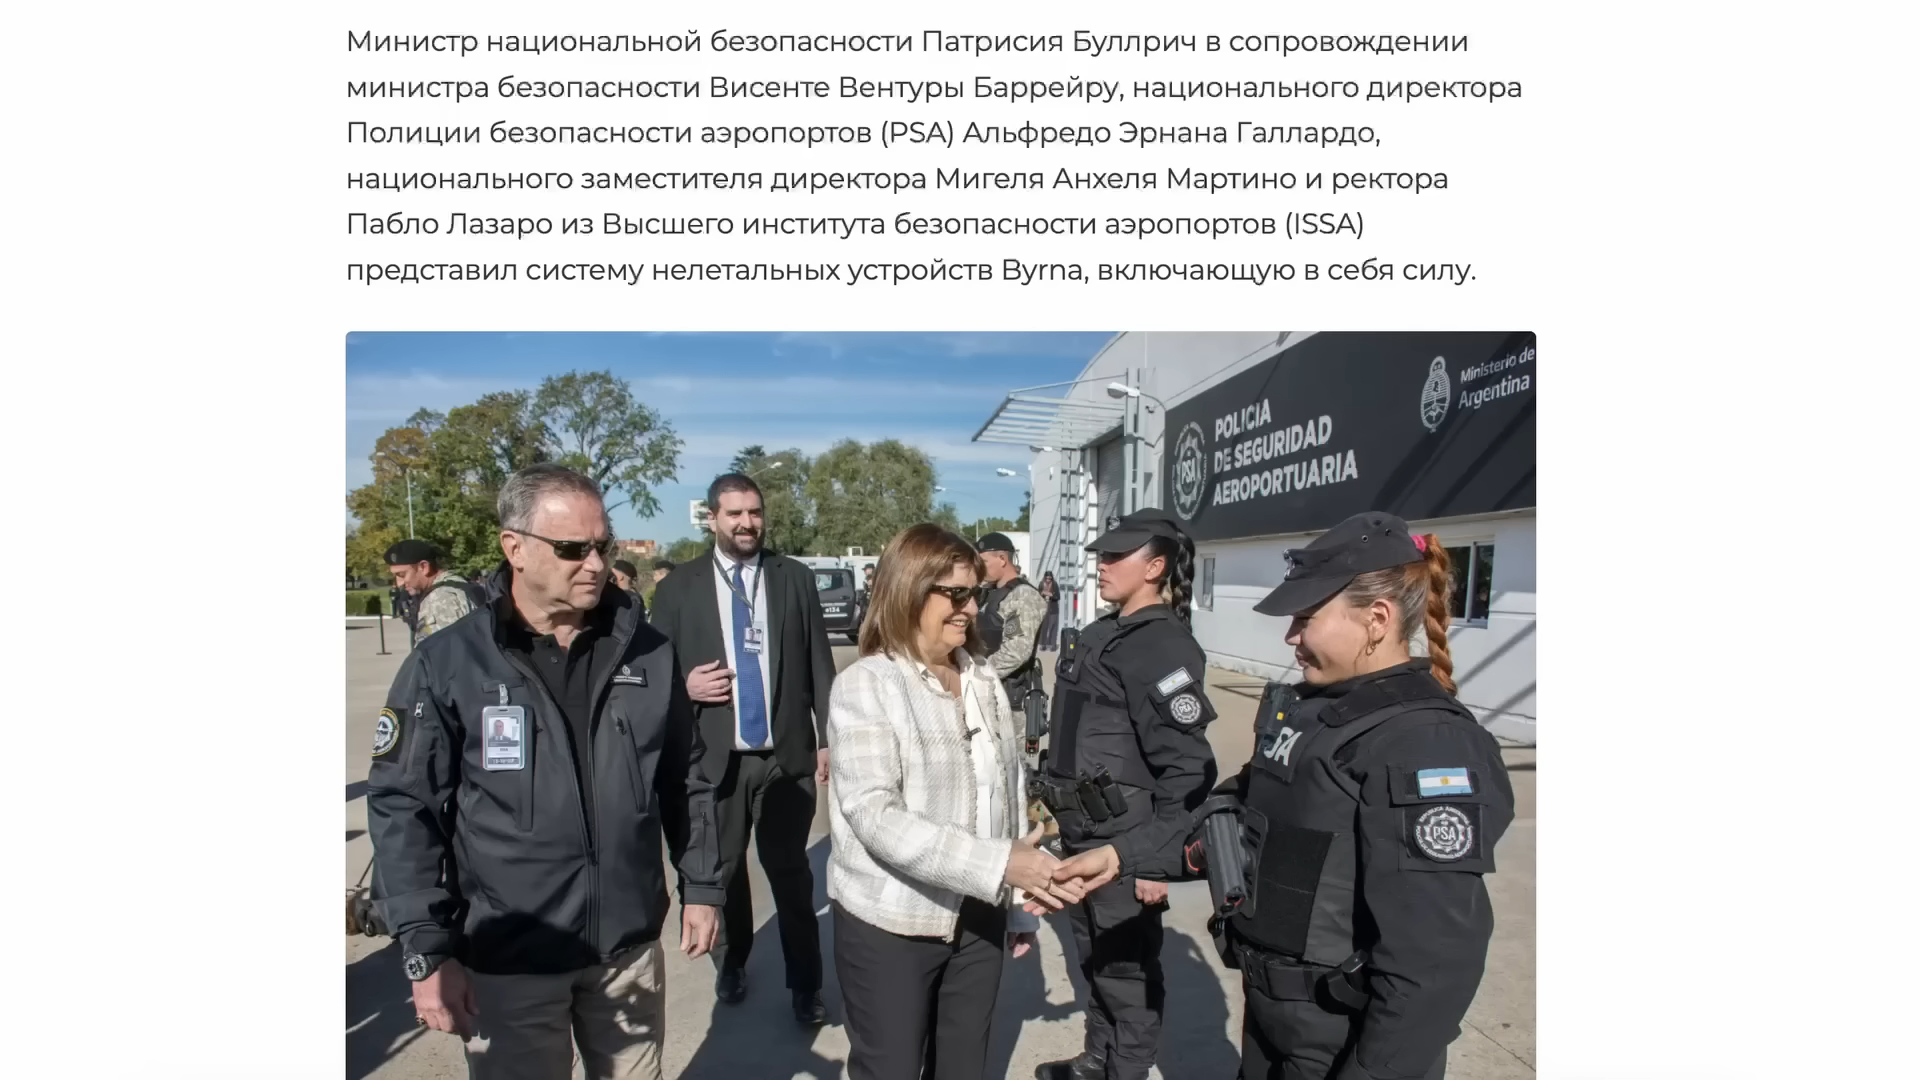 Министр национальной безопасности Патрисия Буллрич в сопровождении
министра безопасности Висенте Вентуры Баррейру, национального директора
Полиции безопасности аэропортов (PSA) Альфредо Эрнана Галлардо,
национального заместителя директора Мигеля Анхеля Мартино и ректора
Пабло Лазаро из Высшего института безопасности аэропортов (ISSA)
представил систему нелетальных устройств Byrna, включающую в себя силу.
Ministerio de
Argentina
POLICIA
DE SEGURIDAD
AEROPORTUARIA
PSA
PSA